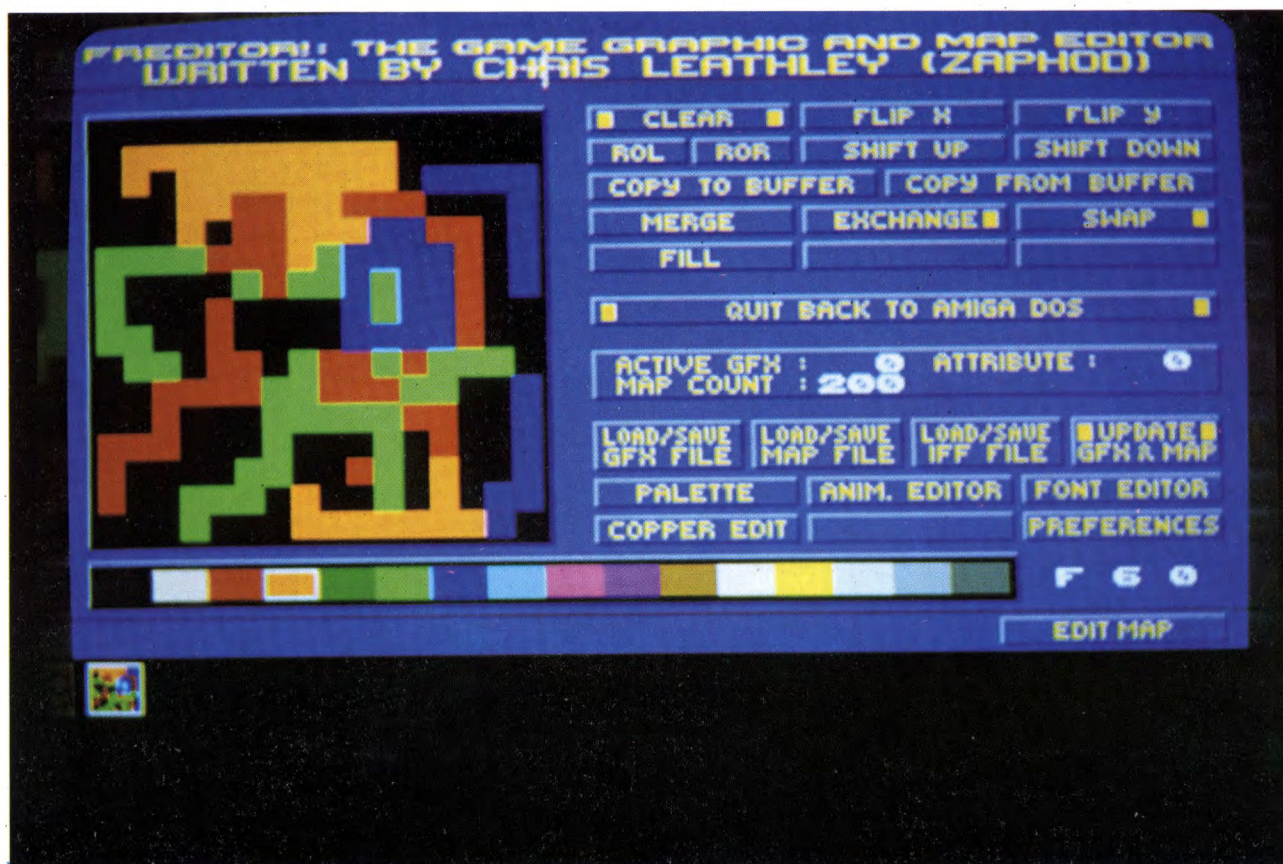 FREDITOR1: THE GAME GRAPHIC AND MAP EDITOR
WRITTEN BY CHRIS LEATHLEY (ZAPHOD)
CLEAR FLIP X FLIP Y
ROL ROR SHIFT UP SHIFT DOWN
COPY TO BUFFER COPY FROM BUFFER
MERGE EXCHANGE SWAP
FILL
QUIT BACK TO AMIGA DOS
ACTIVE GFX : 0 ATTRIBUTE : 0
MAP COUNT : 200
LOAD/SAVE LOAD/SAVE LOAD/SAVE UPDATE
GFX FILE MAP FILE IFF FILE GFX & MAP
PALETTE ANIM. EDITOR FONT EDITOR
COPPER EDIT PREFERENCES
F 6 0
EDIT MAP